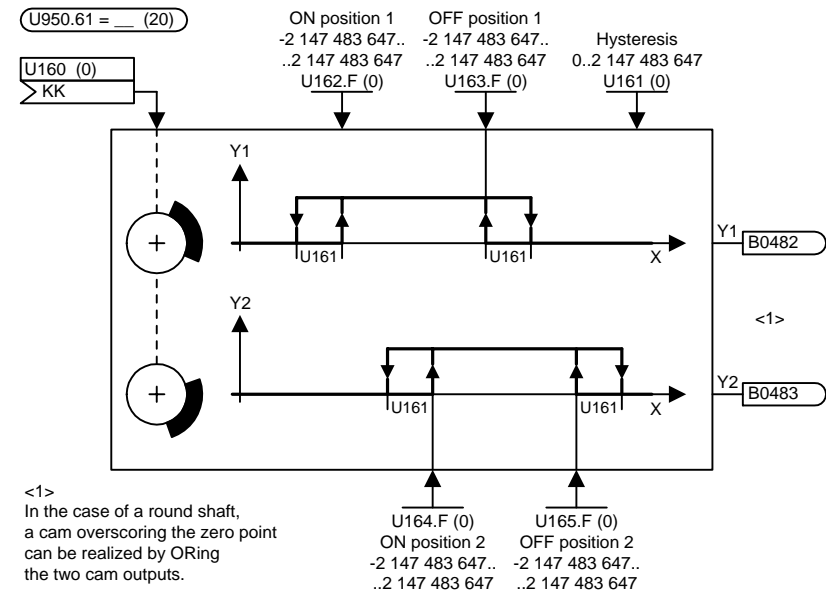 U950.61 = __ (20)
ON position 1
-2 147 483 647..
..2 147 483 647
U162.F (0)
OFF position 1
-2 147 483 647..
..2 147 483 647
U163.F (0)
Hysteresis
0..2 147 483 647
U161 (0)
U160 (0)
KK
Y1
U161
U161
X
Y1
B0482
Y2
U161
U161
X
Y2
B0483
<1>
<1>
In the case of a round shaft,
a cam overscoring the zero point
can be realized by ORing
the two cam outputs.
U164.F (0)
ON position 2
-2 147 483 647..
..2 147 483 647
U165.F (0)
OFF position 2
-2 147 483 647..
..2 147 483 647